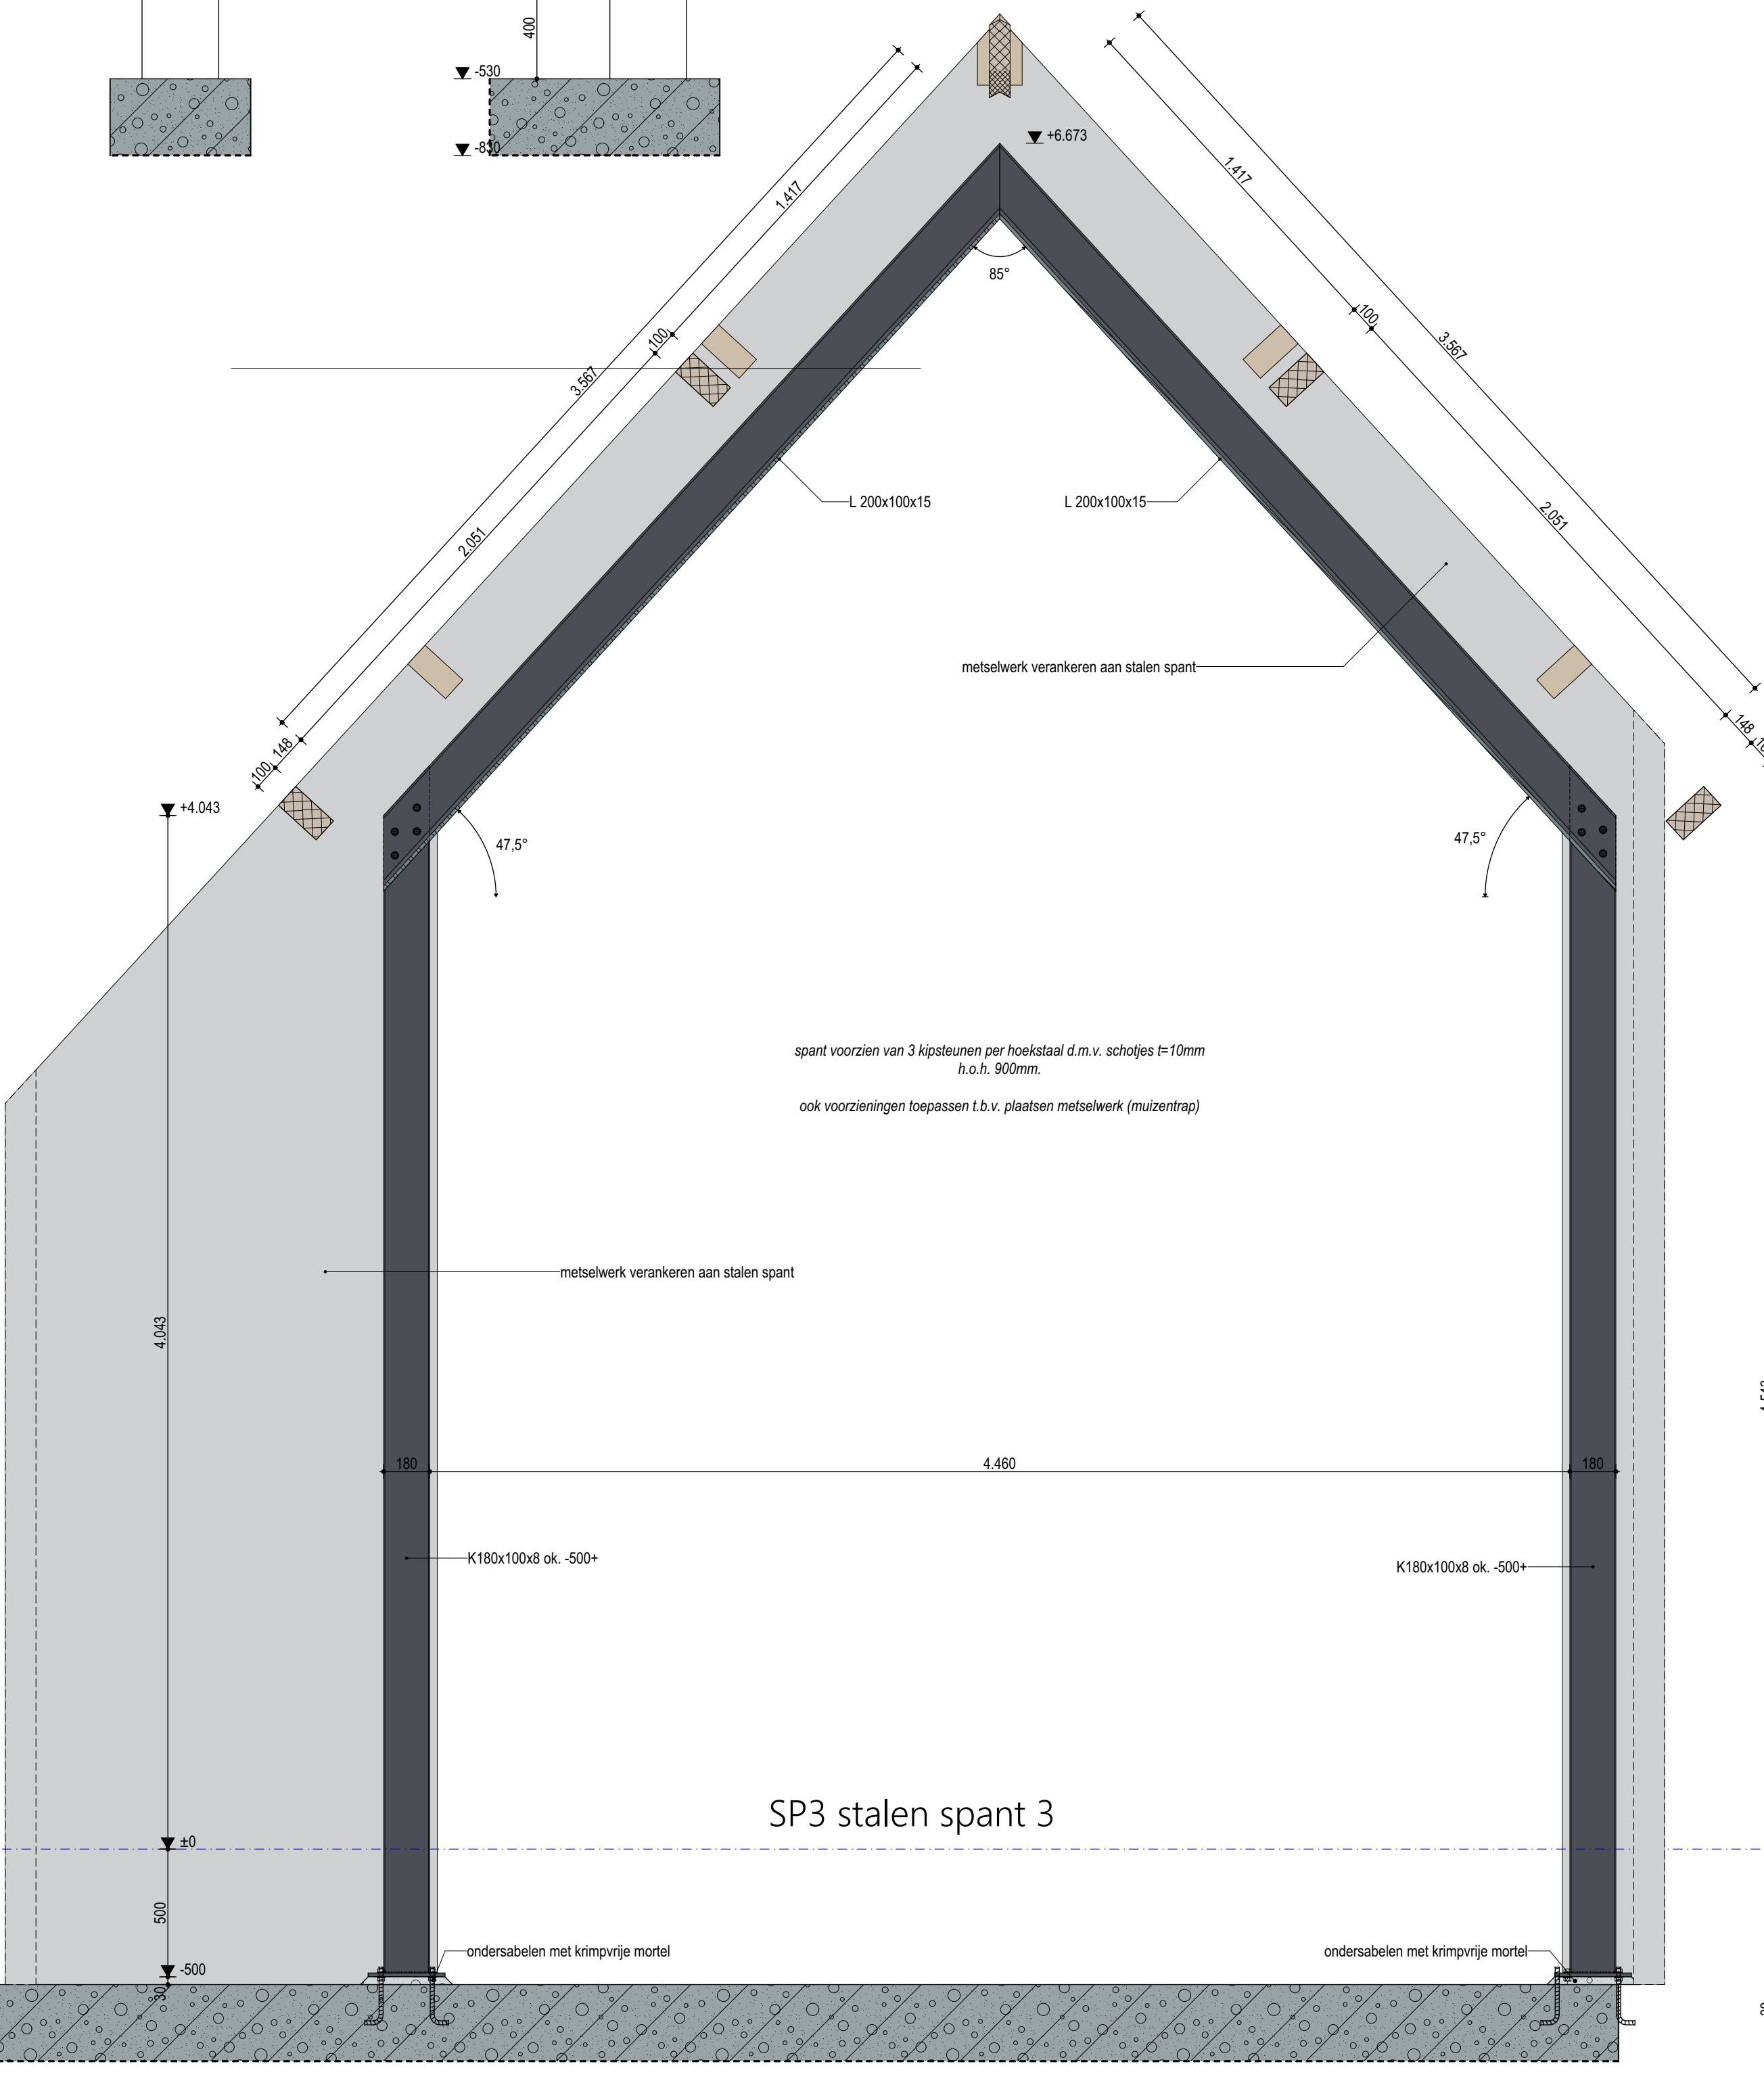 400
-530
-830
+6.673
1.417
1.417
85°
100
100
3.567
3.567
L 200x100x15
L 200x100x15
2.051
2.051
metselwerk verankeren aan stalen spant
148
100
148
+4.043
47,5°
47,5°
spant voorzien van 3 kipsteunen per hoekstaal d.m.v. schotjes t=10mm
h.o.h. 900mm.
ook voorzieningen toepassen t.b.v. plaatsen metselwerk (muizentrap)
metselwerk verankeren aan stalen spant
4.043
180
4.460
180
K180x100x8 ok. -500+
K180x100x8 ok. -500+
SP3 stalen spant 3
±0
500
ondersabelen met krimpvrije mortel
ondersabelen met krimpvrije mortel
-500
30